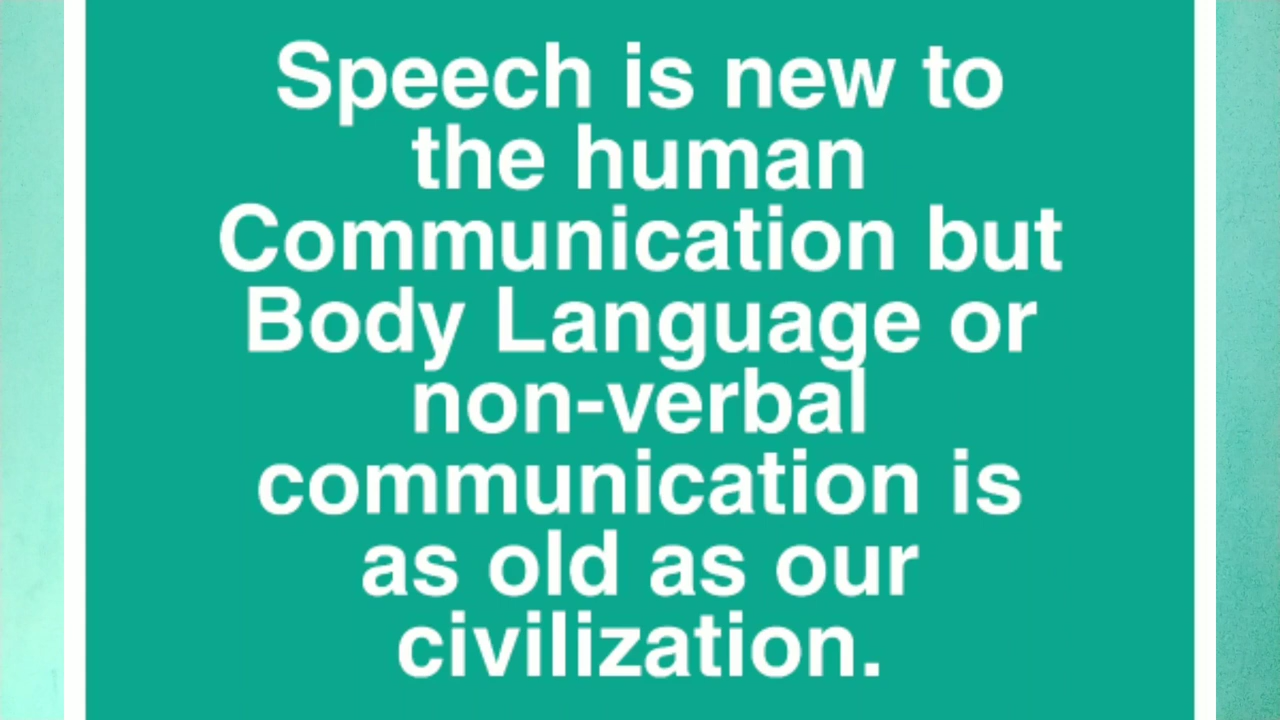 Speech is new to
the human
Communication but
Body Language or
non-verbal
communication is
as old as our
civilization.